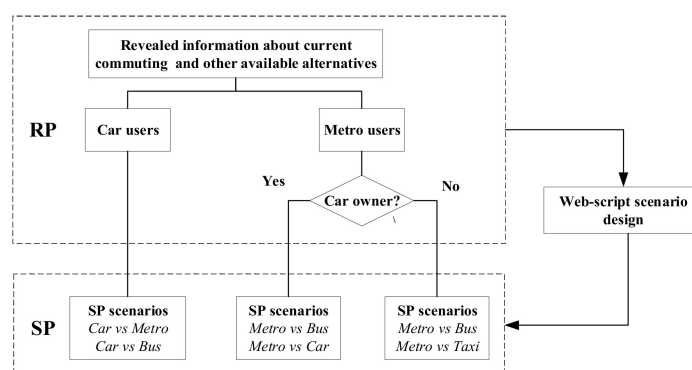 Revealed information about current
commuting and other available alternatives
RP
Car users
Metro users
Yes
No
Car owner?
\
Web-script scenario
design
SP
SP scenarios
Car vs Metro
Car vs Bus
SP scenarios
Metro vs Bus
Metro vs Car
SP scenarios
Metro vs Bus
Metro vs Taxi